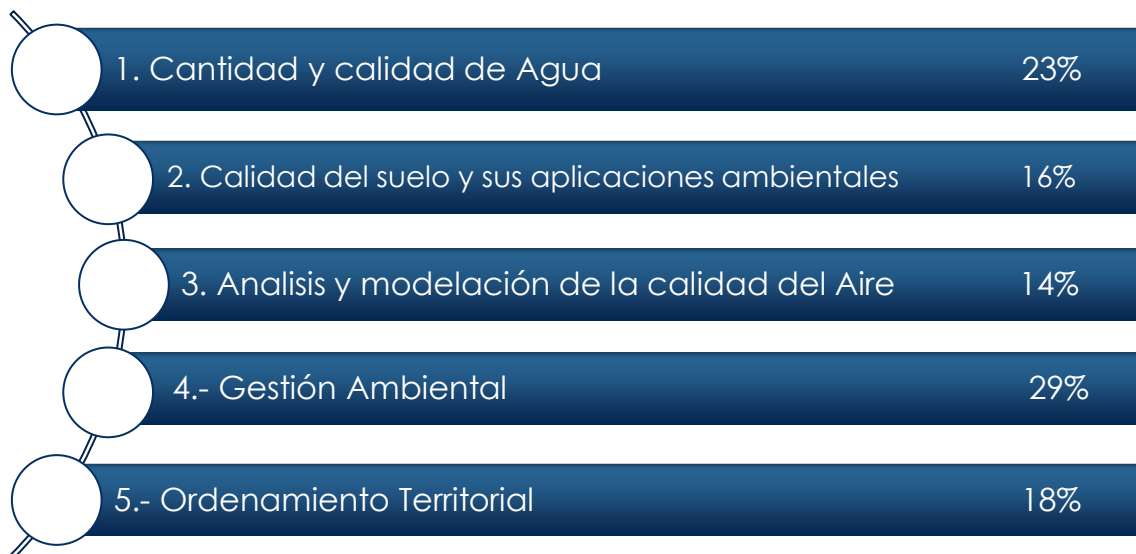 1. Cantidad y calidad de Agua 23%
2. Calidad del suelo y sus aplicaciones ambientales 16%
3. Analisis y modelación de la calidad del Aire 14%
4.- Gestión Ambiental 29%
5.- Ordenamiento Territorial 18%